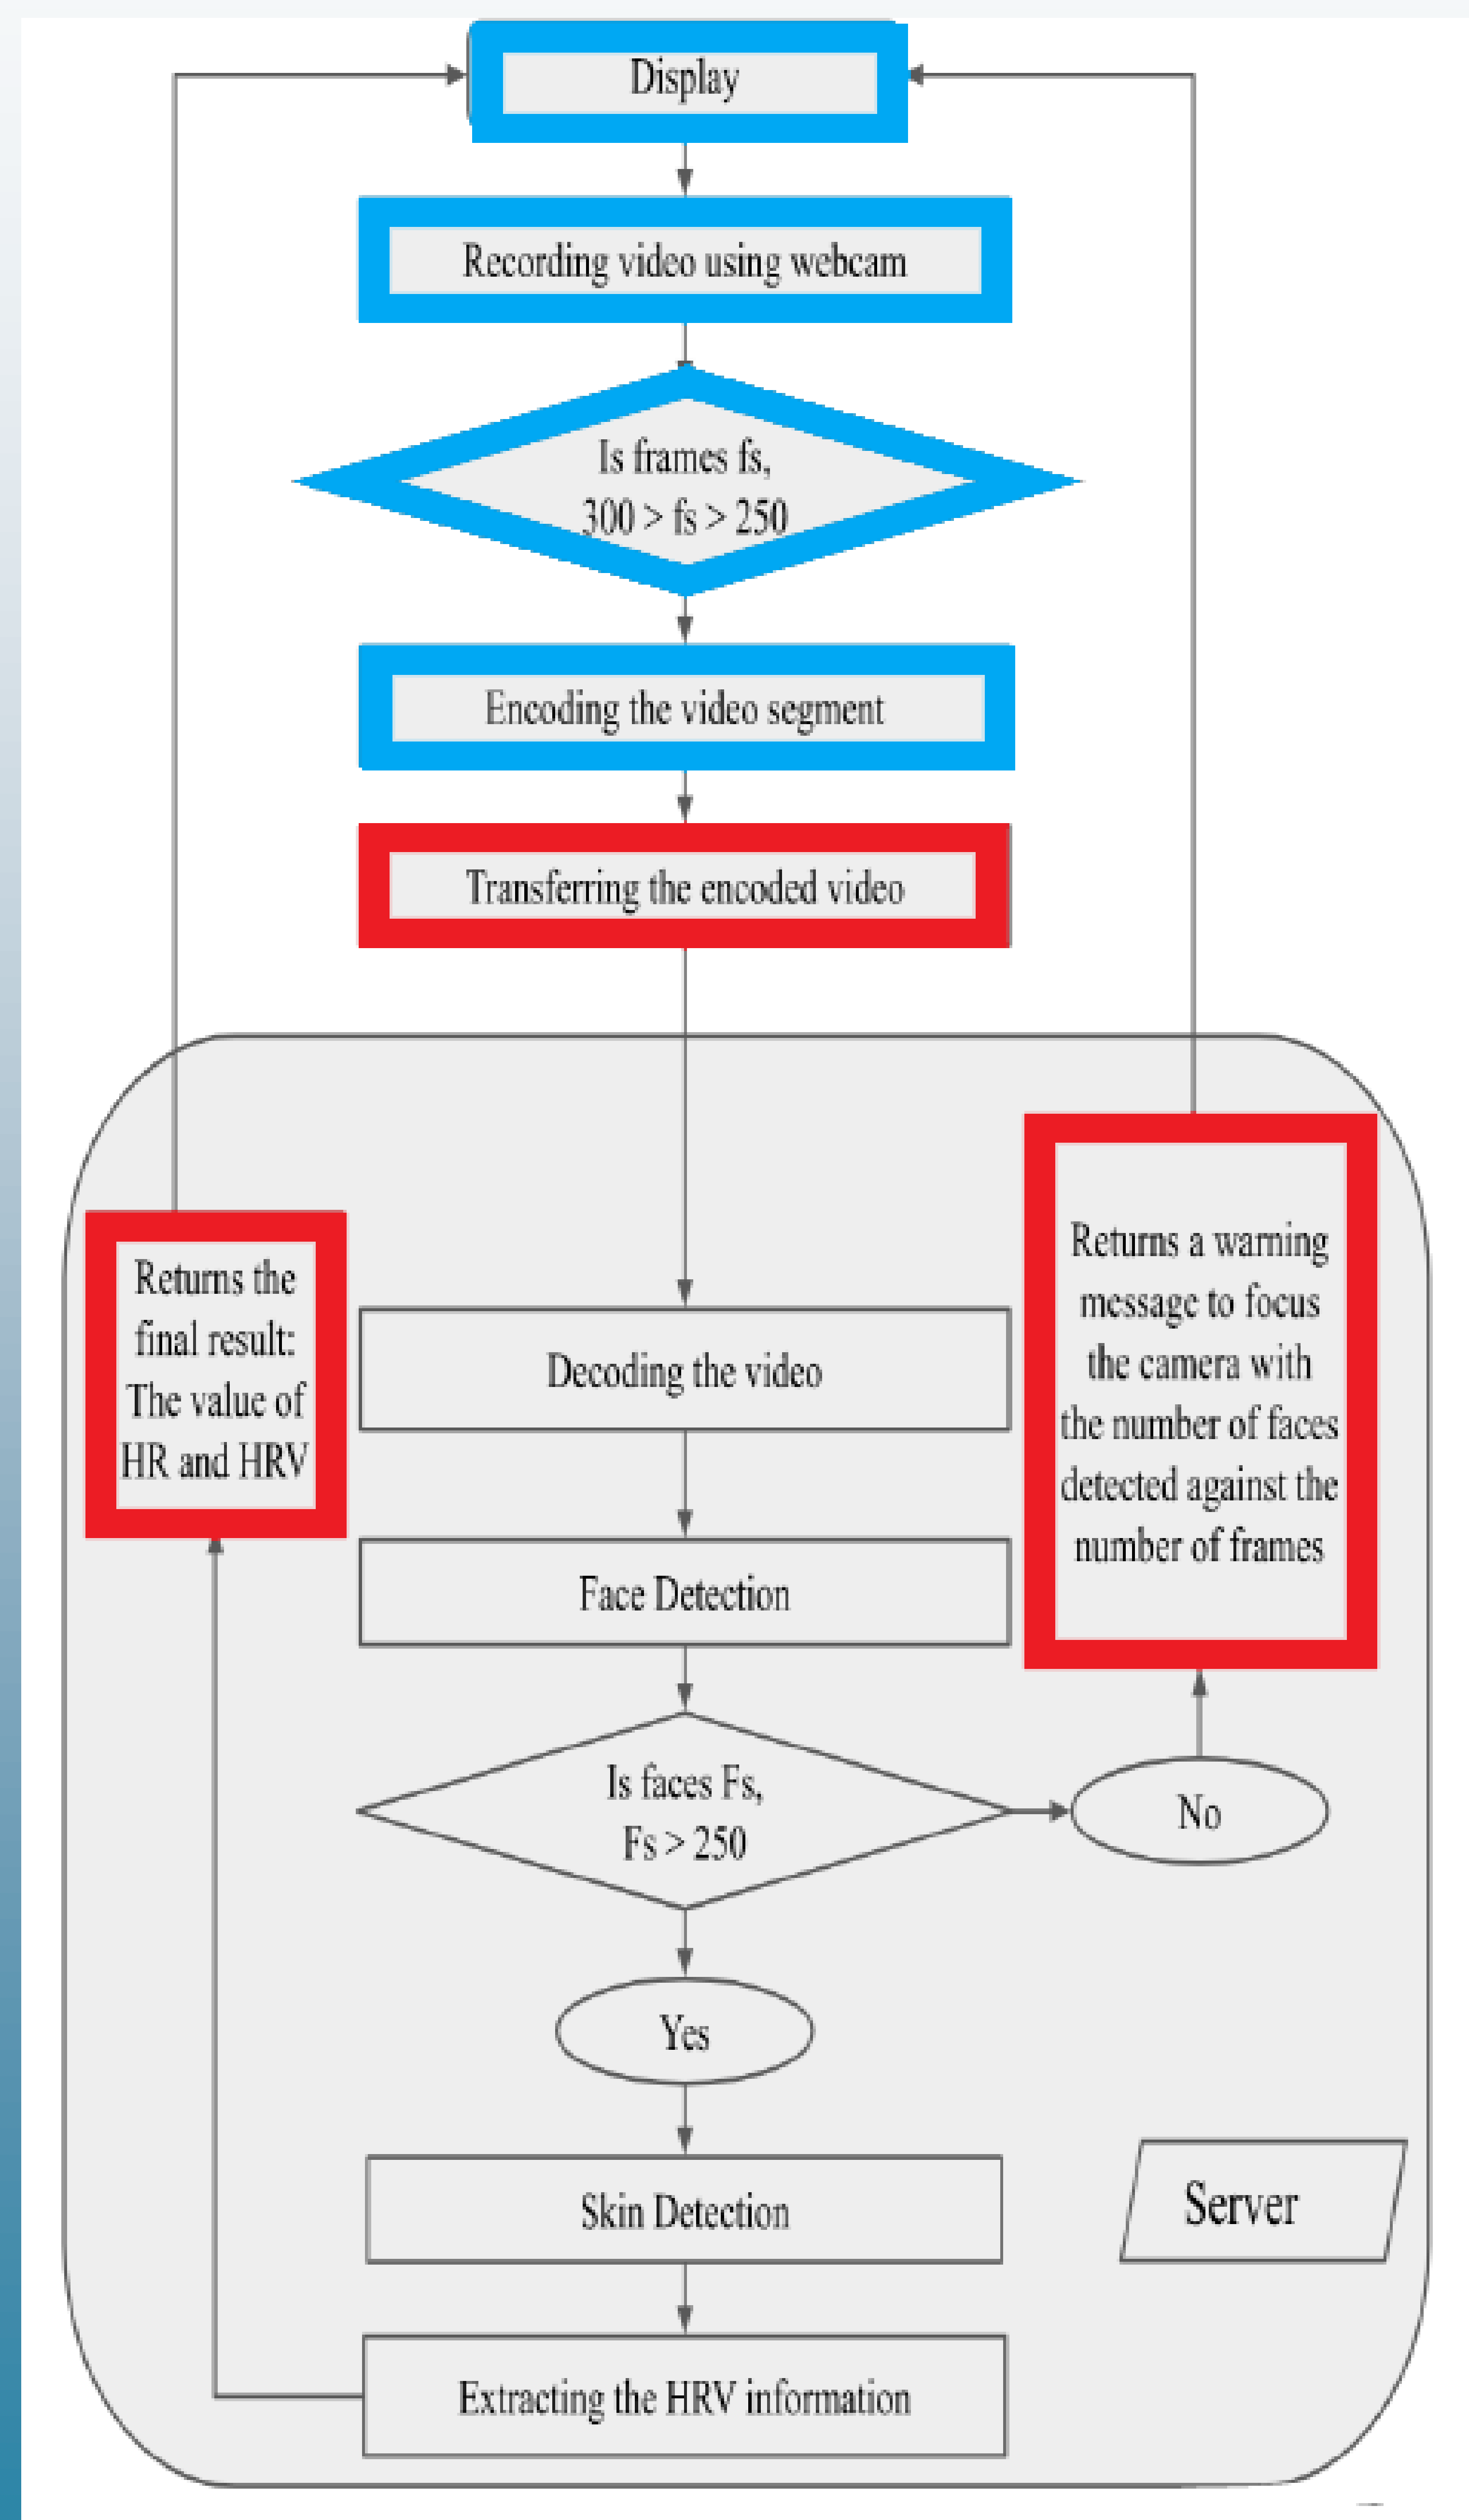 Display
Recording video using webcam
Is frames fs,
300 > fs > 250
Encoding the video segment
Transferring the encoded video
Returns the
final result:
The value of
HR and HRV
Returns a warning
message to focus
the camera with
the number of faces
detected against the
number of frames
Decoding the video
Face Detection
Is faces Fs,
Fs > 250
No
Yes
Skin Detection
Server
Extracting the HRV information